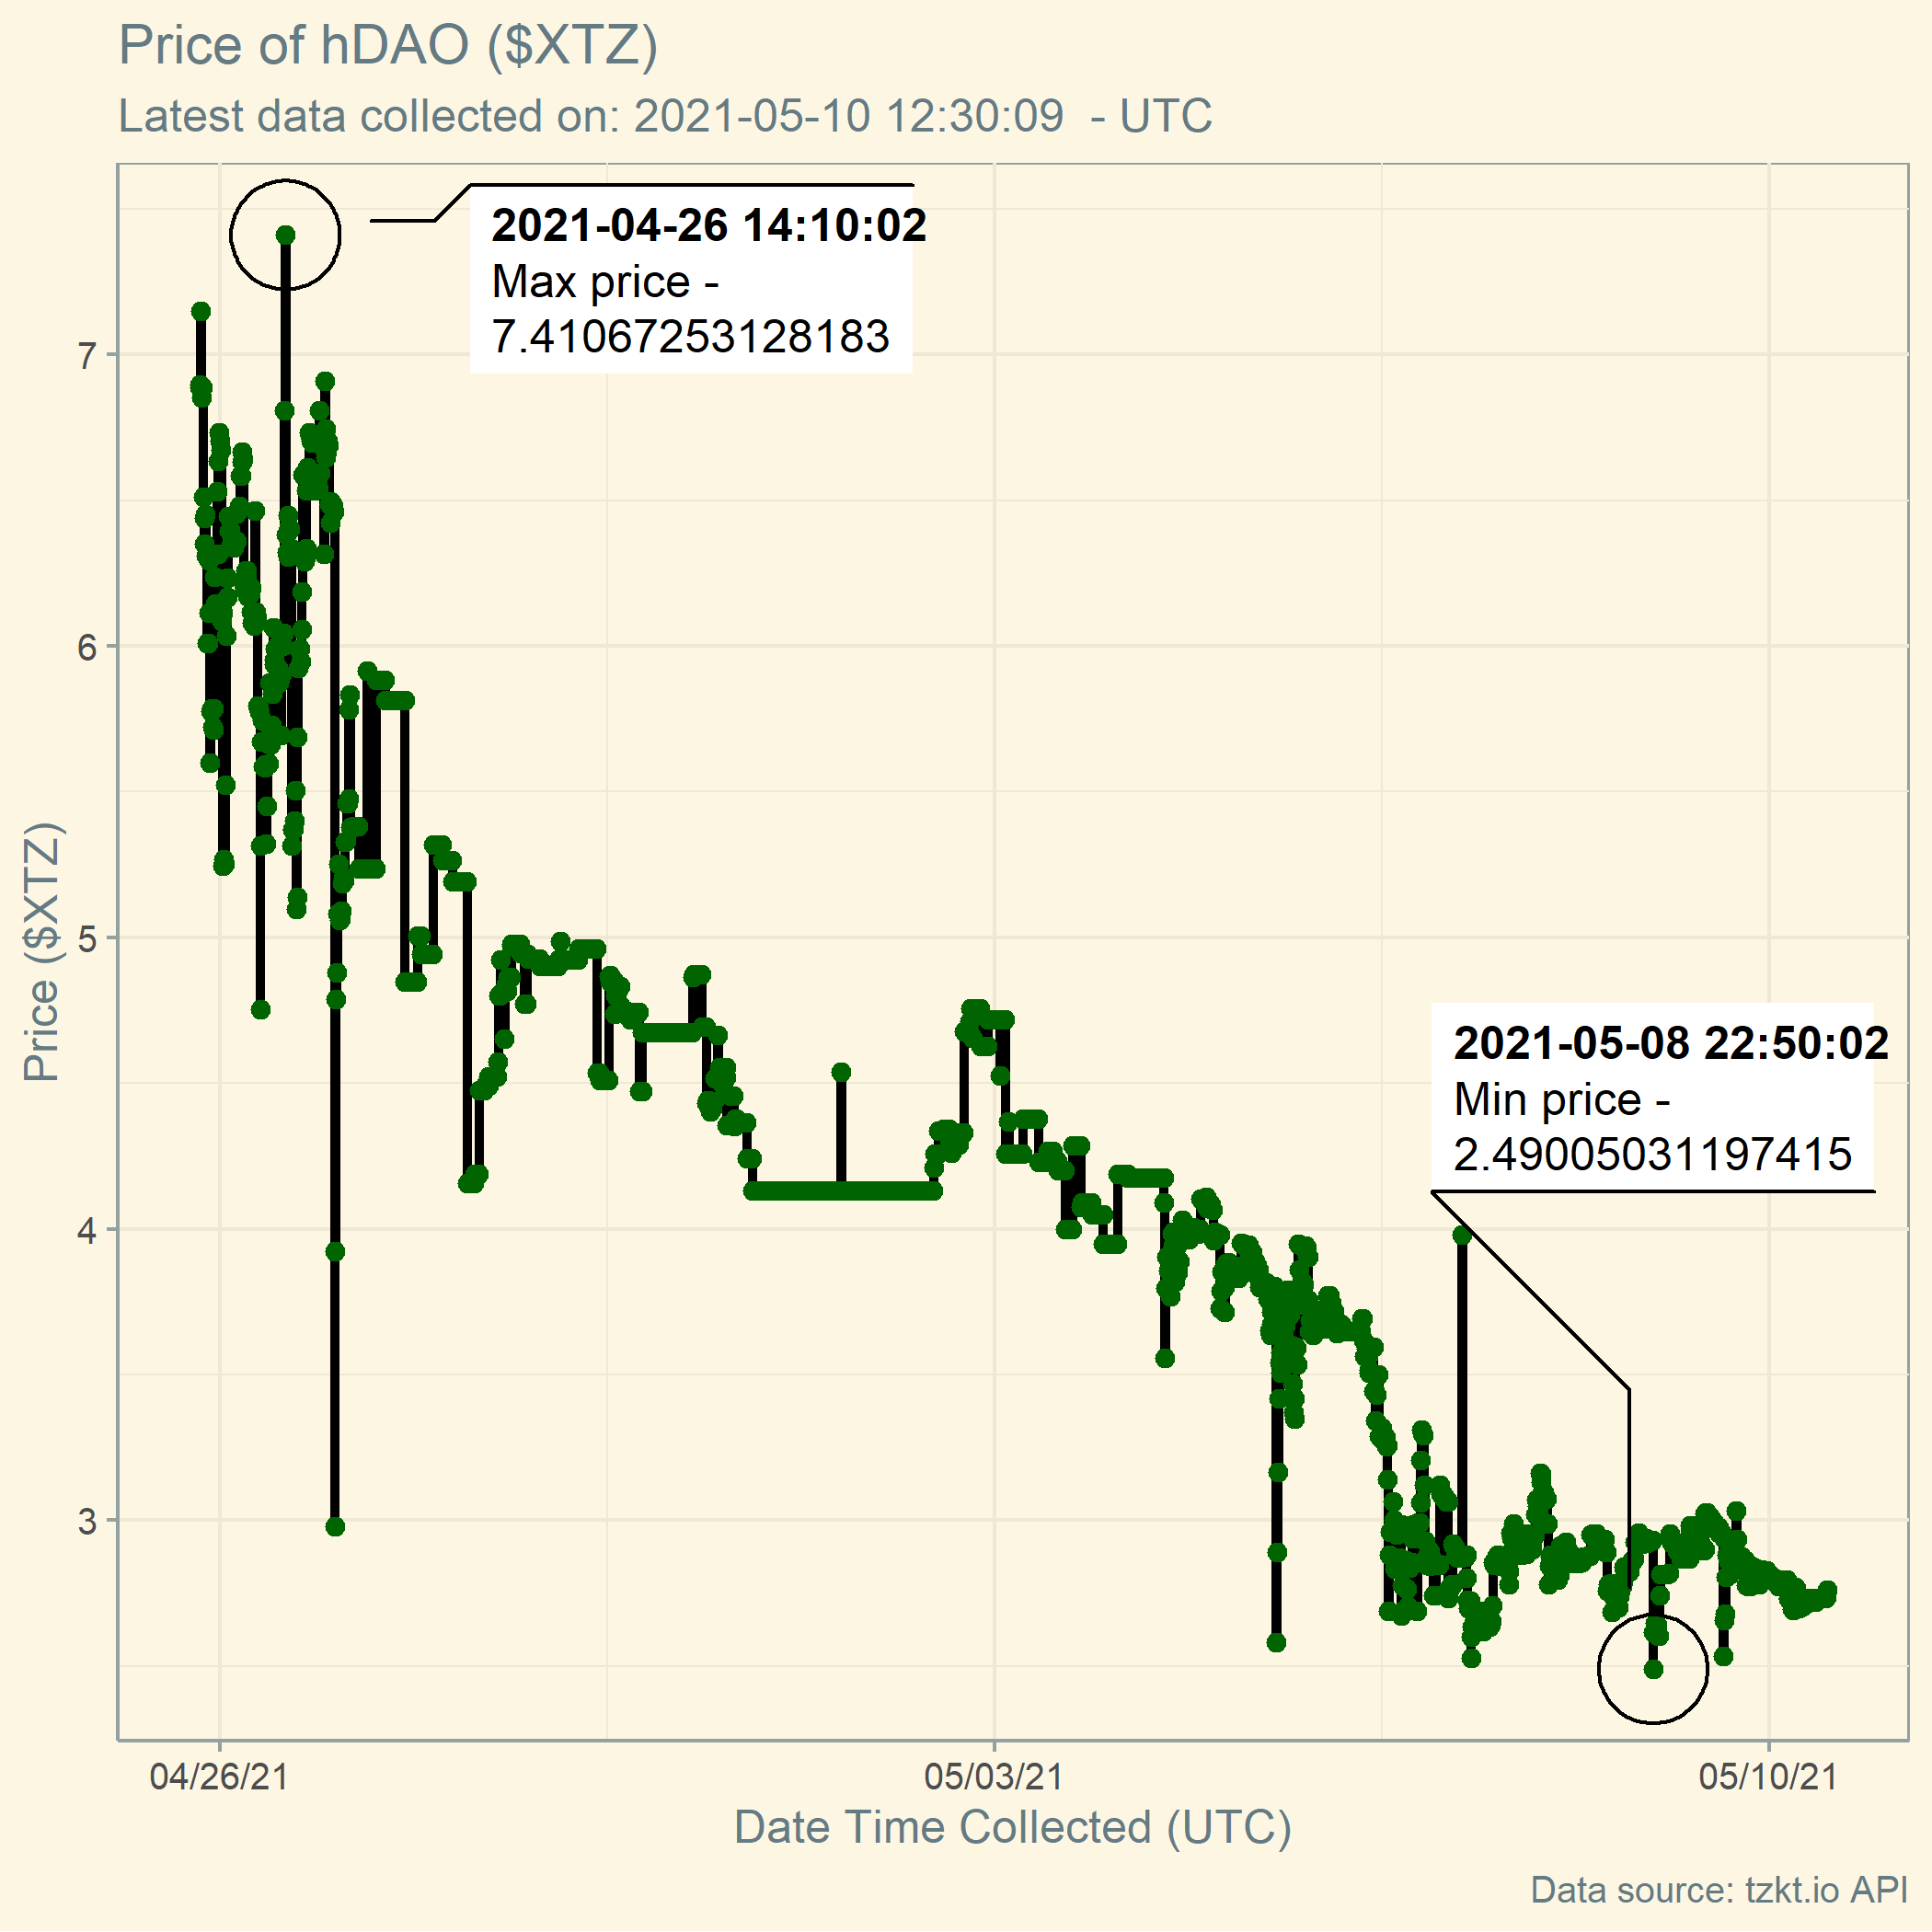 Price of hDAO ($XTZ)
Latest data collected on: 2021-05-10 12:30:09 - UTC
2021-04-26 14:10:02
Max price -
7.41067253128183
7
6
5
4
3
Price ($XTZ)
2021-05-08 22:50:02
Min price -
2.49005031197415
04/26/21
05/03/21
05/10/21
Date Time Collected (UTC)
Data source: tzkt.io API